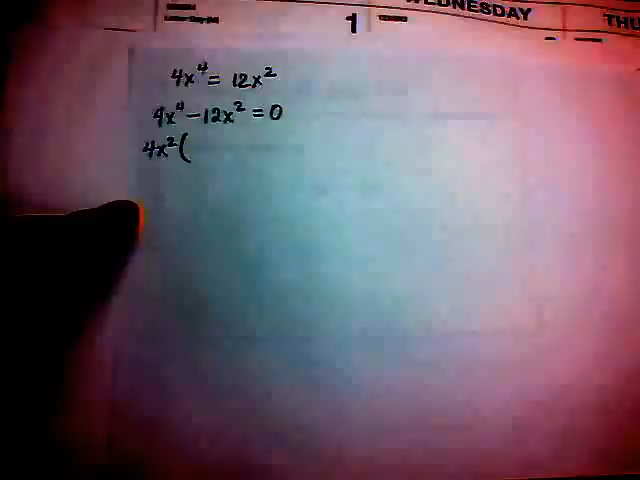 WEDNESDAY
THU
1
4x⁴ = 12x²
4x⁴ - 12x² = 0
4x² (